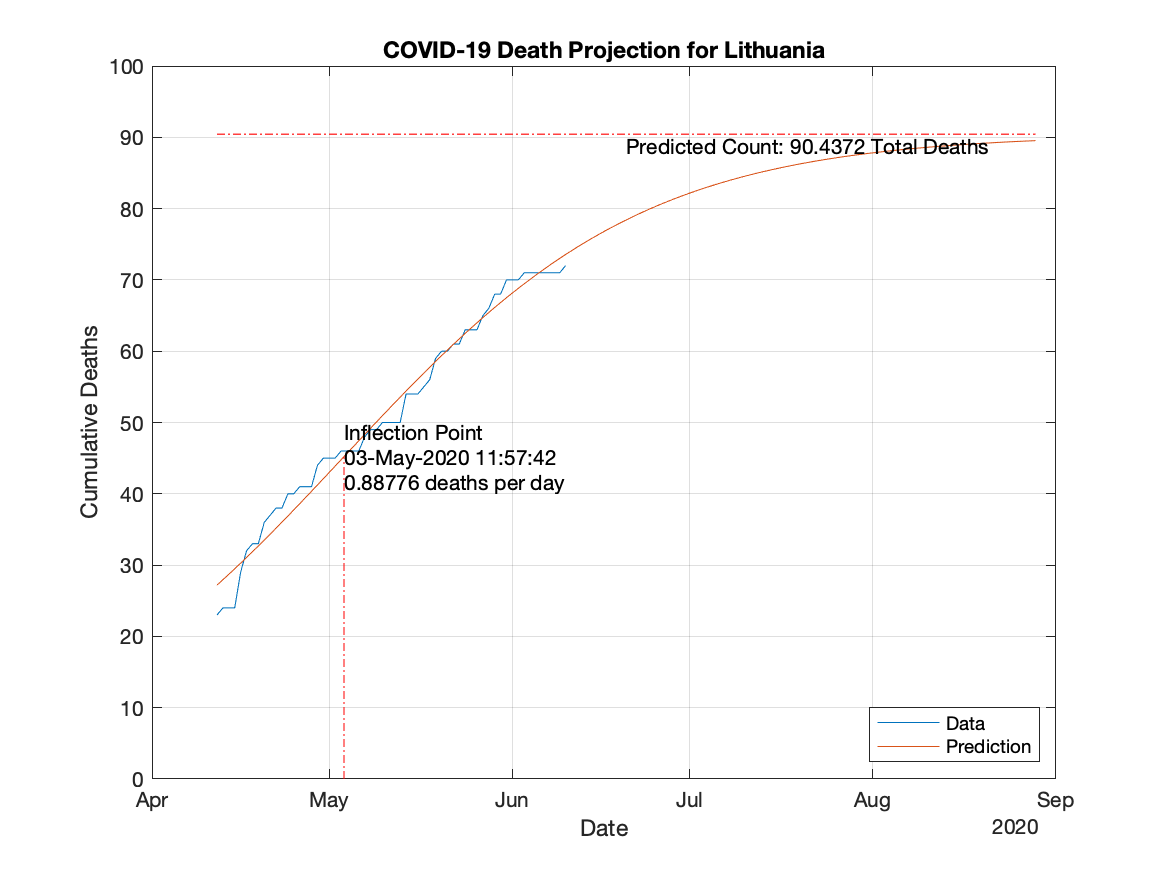 COVID-19 Death Projection for Lithuania
100
90
80
70
60
50
40
30
20
10
0
Cumulative Deaths
Predicted Count: 90.4372 Total Deaths
Inflection Point
03-May-2020 11:57:42
0.88776 deaths per day
Data
Prediction
Apr May Jun Jul Aug Sep
Date
2020